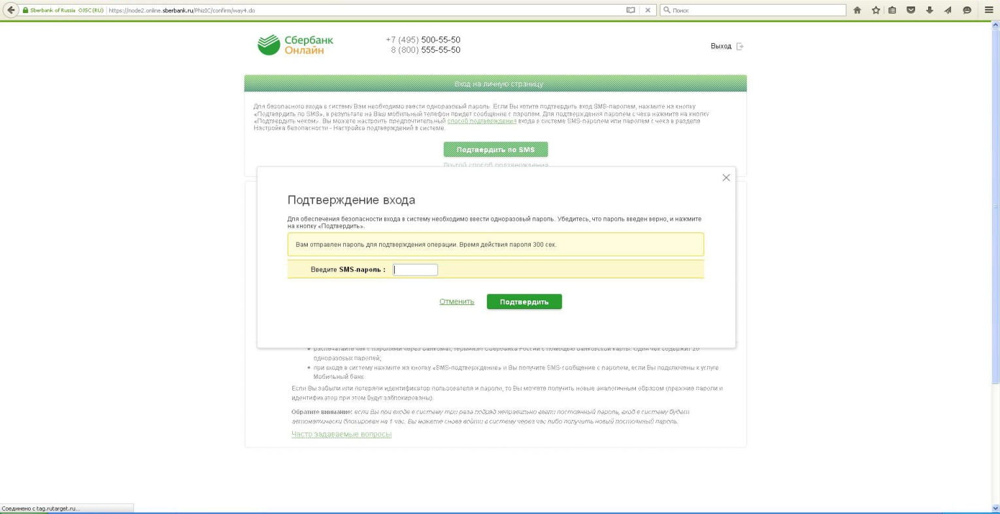 Sberbank of Russia OJSC (RU)
https://node2.online.sberbank.ru/PhizIC/confirm/way4.do
Поиск
Сбербанк
Онлайн
+7 (495) 500-55-50
8 (800) 555-55-50
Выход
Вход на личную страницу
Для безопасного входа в систему Вам необходимо ввести одноразовый пароль. Если Вы хотите подтвердить вход SMS-паролем, нажмите на кнопку
«Подтвердить по SMS», в результате на Ваш мобильный телефон придет сообщение с паролем. Для подтверждения паролем с чека нажмите на кнопку
«Подтвердить чеком». Вы можете настроить предпочтительный способ подтверждения входа в системе SMS-паролем или паролем с чека в разделе
Настройка безопасности - Настройка подтверждений в системе.
Подтвердить по SMS
Другой способ подтверждения
Подтверждение входа
Для обеспечения безопасности входа в систему необходимо ввести одноразовый пароль. Убедитесь, что пароль введен верно, и нажмите
на кнопку «Подтвердить».
Вам отправлен пароль для подтверждения операции. Время действия пароля 300 сек.
Введите SMS-пароль :
Отменить
Подтвердить
• распечатайте чек с паролями через банкомат, терминал Сбербанка России с помощью банковской карты. Один чек содержит 20
одноразовых паролей;
• при входе в систему нажмите на кнопку «SMS-подтверждение» и Вы получите SMS-сообщение с паролем, если Вы подключены к услуге
Мобильный банк
Если Вы забыли или потеряли идентификатор пользователя и пароли, то Вы можете получить новые аналогичным образом (прежние пароли и
идентификатор при этом будут заблокированы).
Обратите внимание: если Вы при входе в систему три раза подряд неправильно ввели постоянный пароль, вход в систему будет
автоматически блокирован на 1 час. Вы можете снова войти в систему через час либо получить новый постоянный пароль.
Часто задаваемые вопросы
Соединено с tag.rutarget.ru...